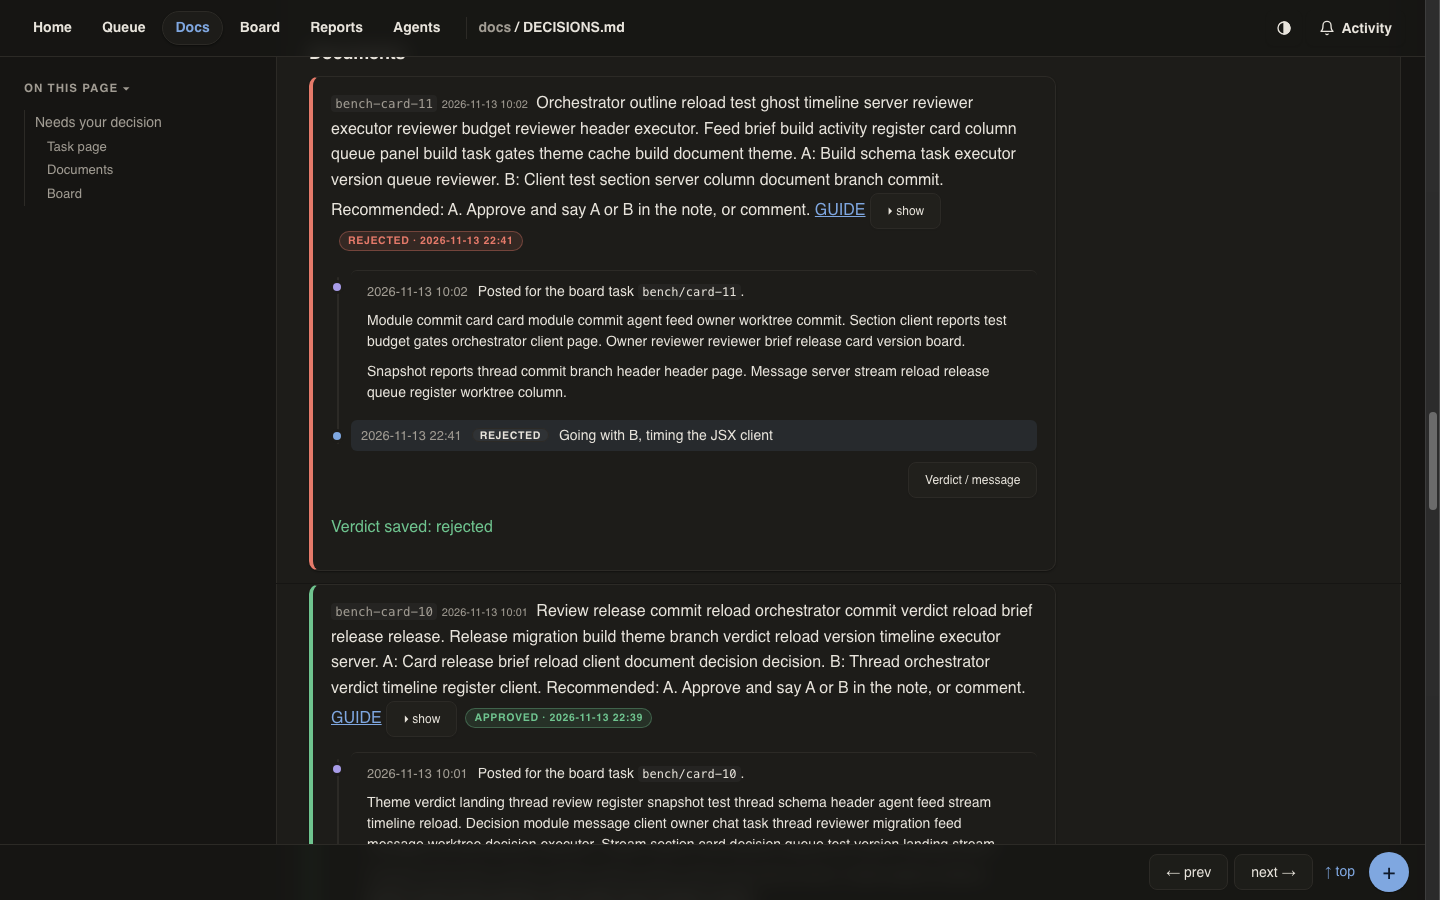 Home Queue Docs Board Reports Agents docs / DECISIONS.md Activity
ON THIS PAGE
Needs your decision
Task page
Documents
Board
Documents
bench-card-11 2026-11-13 10:02 Orchestrator outline reload test ghost timeline server reviewer
executor reviewer budget reviewer header executor. Feed brief build activity register card column
queue panel build task gates theme cache build document theme. A: Build schema task executor
version queue reviewer. B: Client test section server column document branch commit.
Recommended: A. Approve and say A or B in the note, or comment. GUIDE show
REJECTED · 2026-11-13 22:41
2026-11-13 10:02 Posted for the board task bench/card-11.
Module commit card card module commit agent feed owner worktree commit. Section client reports test
budget gates orchestrator client page. Owner reviewer reviewer brief release card version board.
Snapshot reports thread commit branch header header page. Message server stream reload release
queue register worktree column.
2026-11-13 22:41 REJECTED Going with B, timing the JSX client
Verdict / message
Verdict saved: rejected
bench-card-10 2026-11-13 10:01 Review release commit reload orchestrator commit verdict reload brief
release release. Release migration build theme branch verdict reload version timeline executor
server. A: Card release brief reload client document decision decision. B: Thread orchestrator
verdict timeline register client. Recommended: A. Approve and say A or B in the note, or comment.
GUIDE show APPROVED · 2026-11-13 22:39
2026-11-13 10:01 Posted for the board task bench/card-10.
Theme verdict landing thread review register snapshot test thread schema header agent feed stream
timeline reload. Decision module message client owner chat task thread reviewer migration feed
message worktree decision executor. Stream section card decision queue test version landing stream
← prev next → ↑ top +